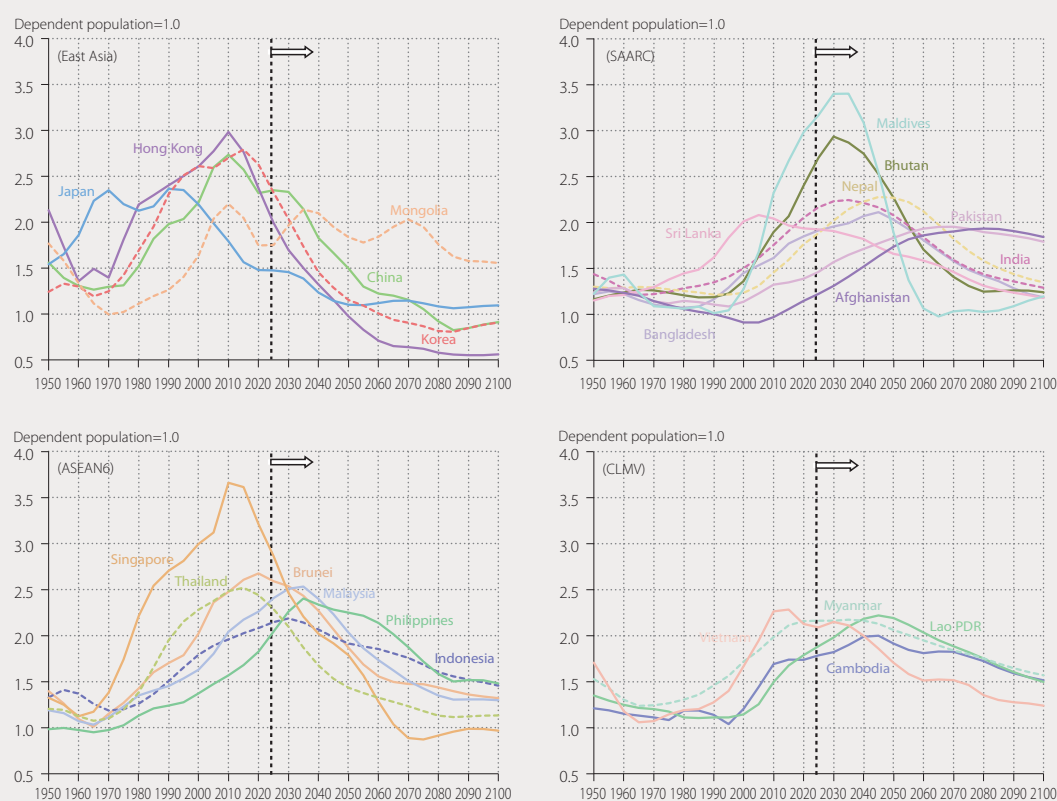 Dependent population=1.0
(East Asia)
4.0
3.5
3.0
2.5
2.0
1.5
1.0
0.5
Hong Kong
Japan
Mongolia
China
Korea
1950 1960 1970 1980 1990 2000 2010 2020 2030 2040 2050 2060 2070 2080 2090 2100
Dependent population=1.0
(SAARC)
4.0
3.5
3.0
2.5
2.0
1.5
1.0
0.5
Maldives
Bhutan
Nepal
Pakistan
Sri Lanka
India
Afghanistan
Bangladesh
1950 1960 1970 1980 1990 2000 2010 2020 2030 2040 2050 2060 2070 2080 2090 2100
Dependent population=1.0
(ASEAN6)
4.0
3.5
3.0
2.5
2.0
1.5
1.0
0.5
Singapore
Brunei
Thailand
Malaysia
Philippines
Indonesia
1950 1960 1970 1980 1990 2000 2010 2020 2030 2040 2050 2060 2070 2080 2090 2100
Dependent population=1.0
(CLMV)
4.0
3.5
3.0
2.5
2.0
1.5
1.0
0.5
Myanmar
Lao PDR
Vietnam
Cambodia
1950 1960 1970 1980 1990 2000 2010 2020 2030 2040 2050 2060 2070 2080 2090 2100